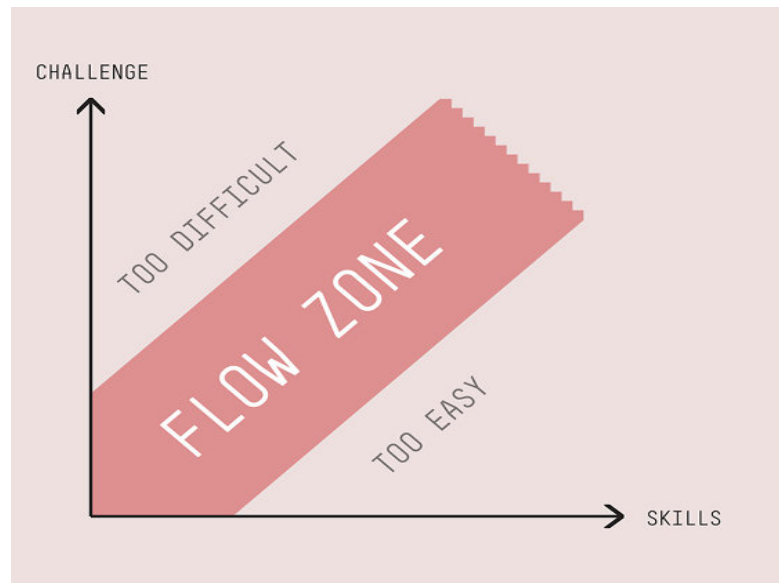 CHALLENGE
TOO DIFFICULT
FLOW ZONE
TOO EASY
SKILLS